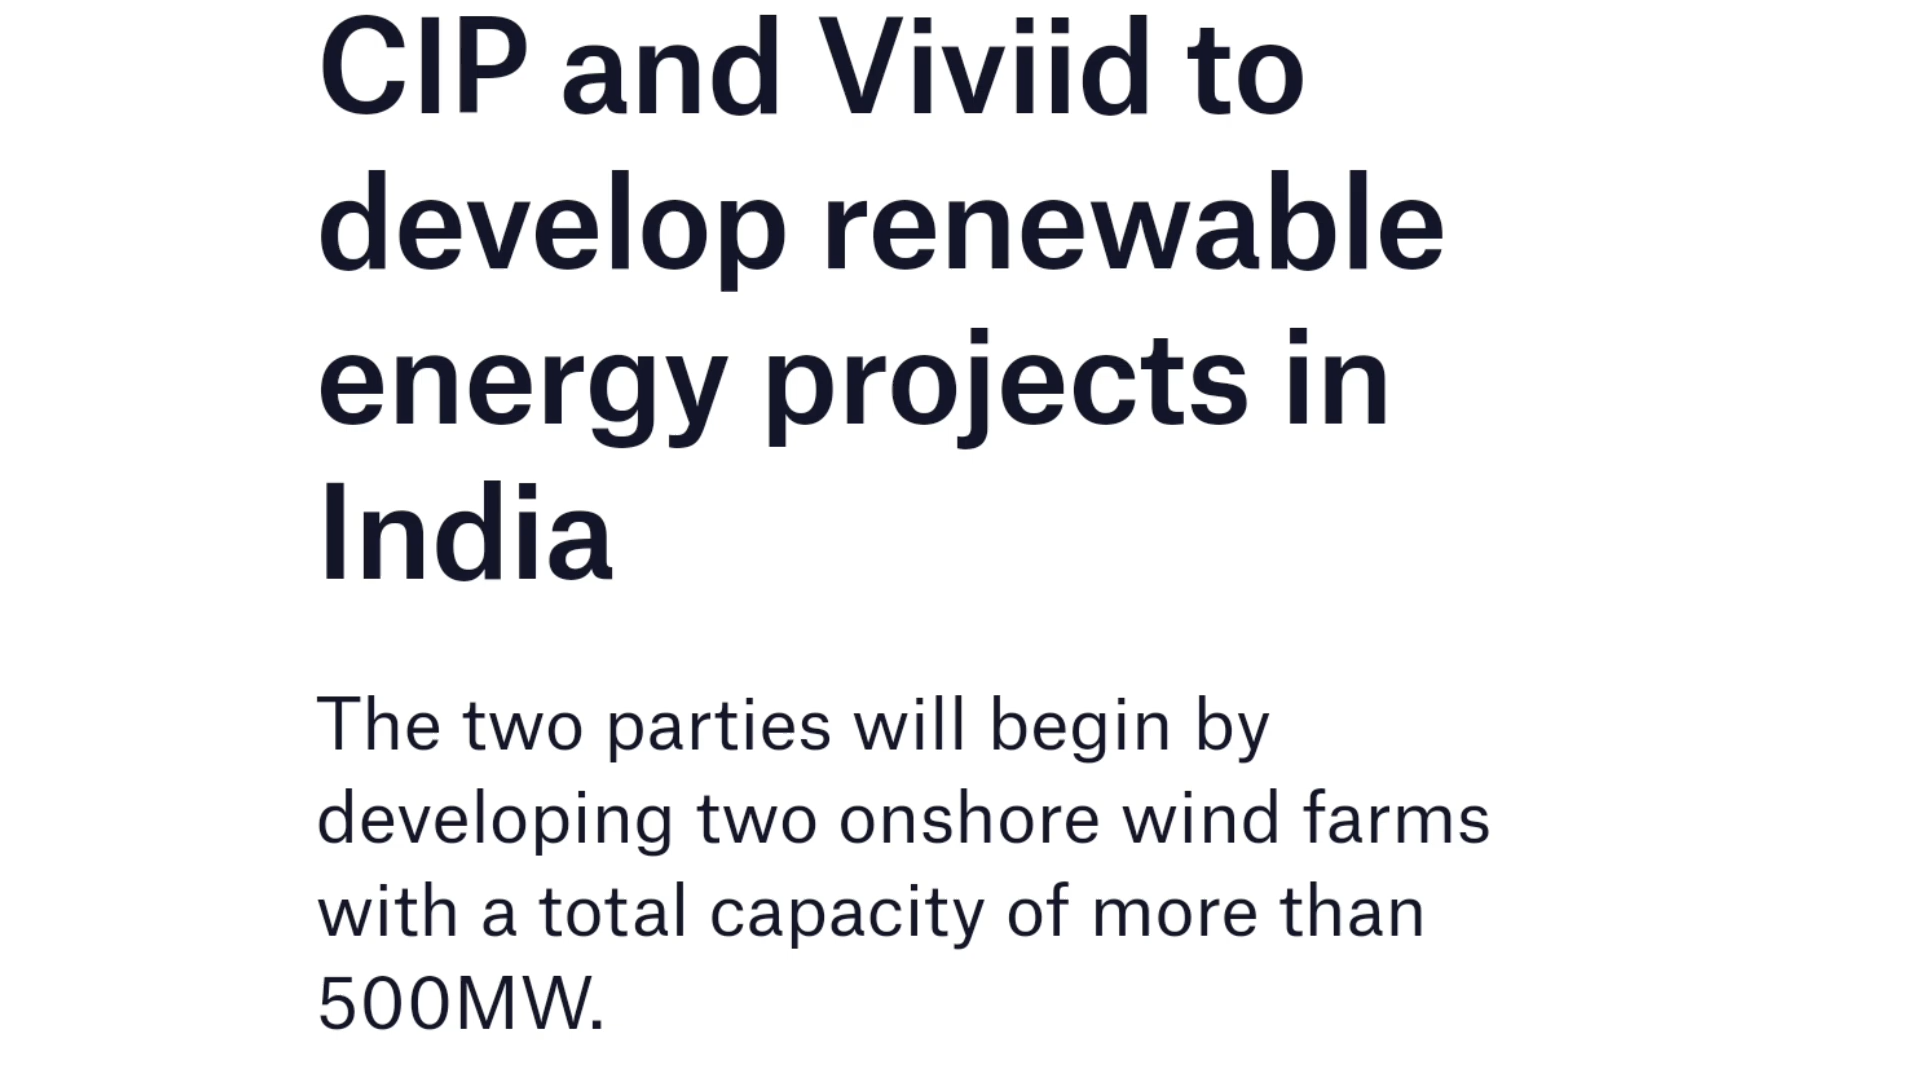 CIP and Viviid to
develop renewable
energy projects in
India
The two parties will begin by
developing two onshore wind farms
with a total capacity of more than
500MW.